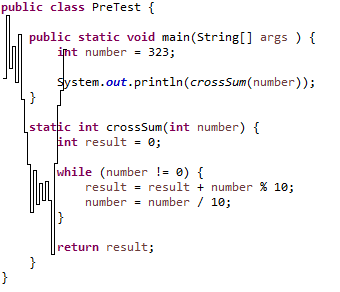 public class PreTest {
public static void main(String[] args ) {
int number = 323;
System.out.println(crossSum(number));
}
static int crossSum(int number) {
int result = 0;
while (number != 0) {
result = result + number % 10;
number = number / 10;
}
return result;
}
}